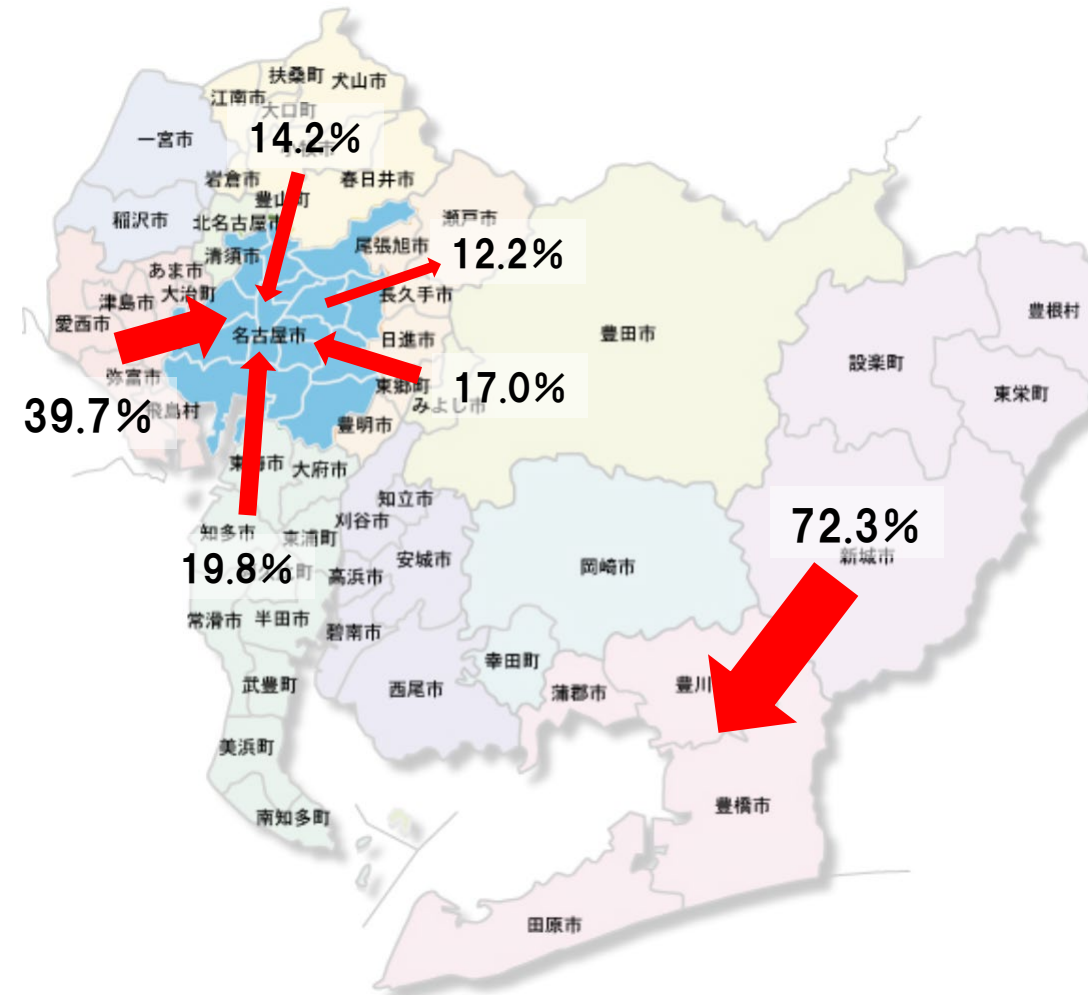 扶桑町
犬山市
江南市
大口町
14.2%
一宮市
岩倉市
春日井市
豊山町
稲沢市
北名古屋市
瀬戸市
尾張旭市
清須市
12.2%
あま市
大治町
長久手市
津島市
愛西市
名古屋市
日進市
豊田市
豊根村
設楽町
弥富市
東郷町
17.0%
東栄町
みよし市
39.7%
飛島村
豊明市
大府市
知立市
刈谷市
72.3%
知多市
東浦町
新城市
安城市
19.8%
高浜市
岡崎市
常滑市
半田市
碧南市
幸田町
武豊町
西尾市
蒲郡市
豊川
美浜町
豊橋市
南知多町
田原市